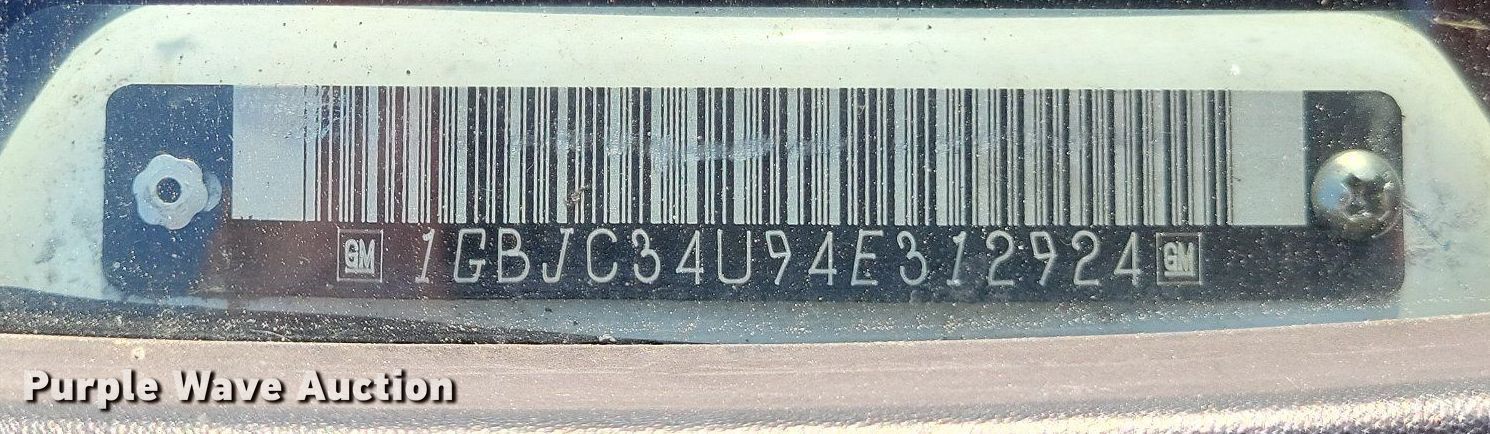 GM 1GBJC34U94E312924 GM
Purple Wave Auction